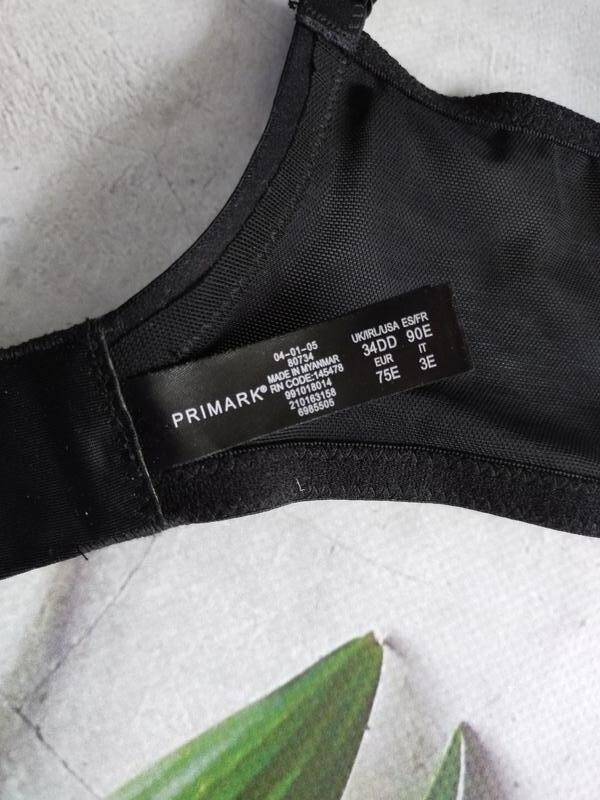 PRIMARK®
04-01-05
80734
MADE IN MYANMAR
RN CODE:145478
991018014
210163158
6985505
UK/IRL/USA ES/FR
34DD 90E
EUR IT
75E 3E